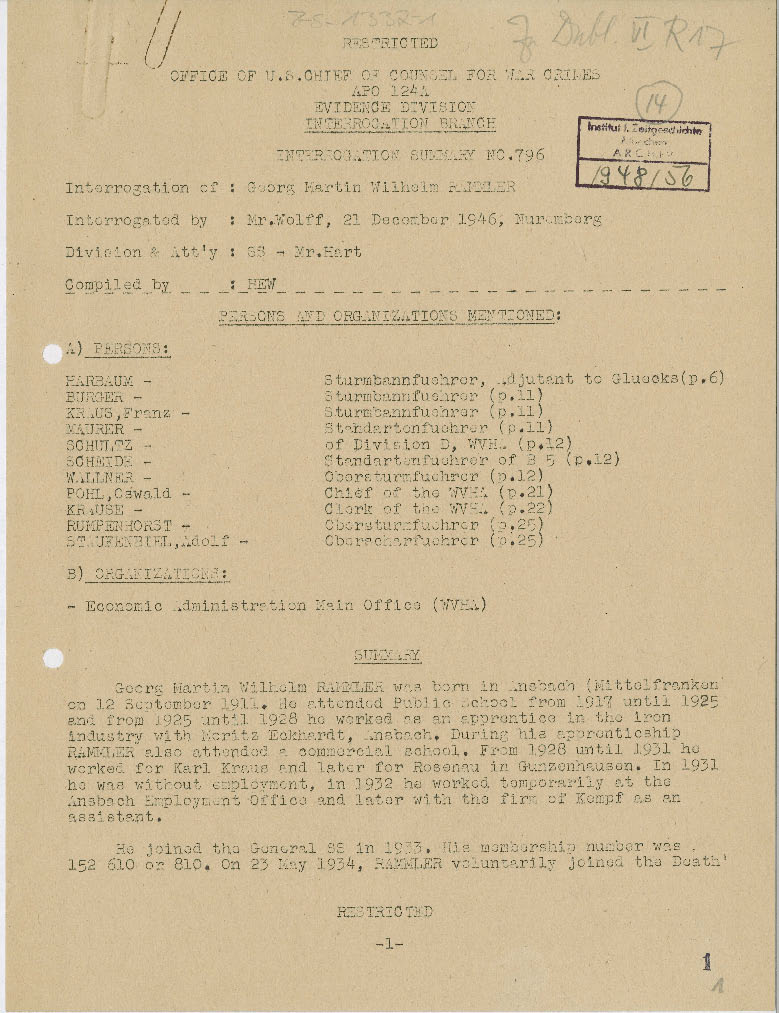 ZS-1332-1
RESTRICTED
Dubl. VI R 17
OFFICE OF U.S.CHIEF OF COUNSEL FOR WAR CRIMES
APO 124A
EVIDENCE DIVISION
INTERROGATION BRANCH
14
INTERROGATION SUMMARY NO.796
Institut f. Zeitgeschichte
München
ARCHIV
1948/56
Interrogation of : Georg Martin Wilhelm RAMMLER
Interrogated by : Mr.Wolff, 21 December 1946, Nuremberg
Division & Att'y : SS - Mr.Hart
Compiled by : HEW
PERSONS AND ORGANIZATIONS MENTIONED:
A) PERSONS:
HARBAUM - Sturmbannfuehrer, Adjutant to Gluecks(p.6)
BURGER - Sturmbannfuehrer (p.11)
KRAUS,Franz - Sturmbannfuehrer (p.11)
MAURER - Standartenfuehrer (p.11)
SCHULTZ - of Division D, WVHA (p.12)
SCHEIDE - Standartenfuehrer of B 5 (p.12)
WALLNER - Obersturmfuehrer (p.12)
POHL,Oswald - Chief of the WVHA (p.21)
KRAUSE - Clerk of the WVHA (p.22)
RUMPENHORST - Obersturmfuehrer (p.25)
STAUFENBIEL,Adolf - Oberscharfuehrer (p.25)
B) ORGANIZATIONS:
- Economic Administration Main Office (WVHA)
SUMMARY
Georg Martin Wilhelm RAMMLER was born in Ansbach (Mittelfranken
on 12 September 1911. He attended Public School from 1917 until 1925
and from 1925 until 1928 he worked as an apprentice in the iron
industry with Moritz Eckhardt, Ansbach. During his apprenticeship
RAMMLER also attended a commercial school. From 1928 until 1931 he
worked for Karl Kraus and later for Rosenau in Gunzenhausen. In 1931
he was without employment, in 1932 he worked temporarily at the
Ansbach Employment Office and later with the firm of Kempf as an
assistant.
He joined the General SS in 1933. His membership number was
152 610 or 810. On 23 May 1934, RAMMLER voluntarily joined the Death'
RESTRICTED
-1-
1
1